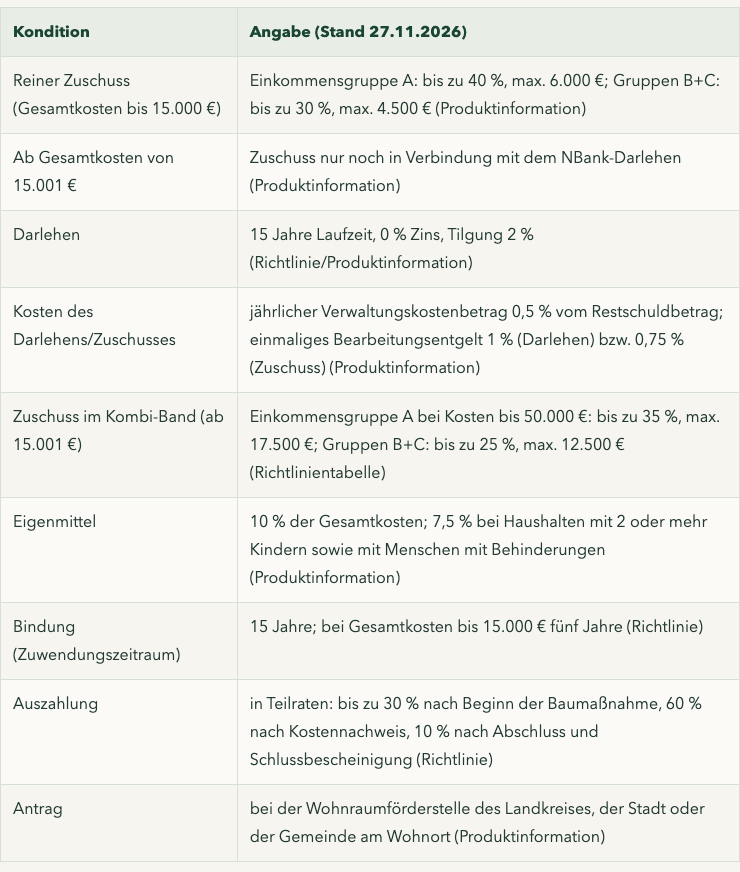 Kondition
Angabe (Stand 27.11.2026)
Reiner Zuschuss
(Gesamtkosten bis 15.000 €)
Einkommensgruppe A: bis zu 40 %, max. 6.000 €; Gruppen B+C:
bis zu 30 %, max. 4.500 € (Produktinformation)
Ab Gesamtkosten von
15.001 €
Zuschuss nur noch in Verbindung mit dem NBank-Darlehen
(Produktinformation)
Darlehen
15 Jahre Laufzeit, 0 % Zins, Tilgung 2 %
(Richtlinie/Produktinformation)
Kosten des
Darlehens/Zuschusses
jährlicher Verwaltungskostenbetrag 0,5 % vom Restschuldbetrag;
einmaliges Bearbeitungsentgelt 1 % (Darlehen) bzw. 0,75 %
(Zuschuss) (Produktinformation)
Zuschuss im Kombi-Band (ab
15.001 €)
Einkommensgruppe A bei Kosten bis 50.000 €: bis zu 35 %, max.
17.500 €; Gruppen B+C: bis zu 25 %, max. 12.500 €
(Richtlinientabelle)
Eigenmittel
10 % der Gesamtkosten; 7,5 % bei Haushalten mit 2 oder mehr
Kindern sowie mit Menschen mit Behinderungen
(Produktinformation)
Bindung
(Zuwendungszeitraum)
15 Jahre; bei Gesamtkosten bis 15.000 € fünf Jahre (Richtlinie)
Auszahlung
in Teilraten: bis zu 30 % nach Beginn der Baumaßnahme, 60 %
nach Kostennachweis, 10 % nach Abschluss und
Schlussbescheinigung (Richtlinie)
Antrag
bei der Wohnraumförderstelle des Landkreises, der Stadt oder
der Gemeinde am Wohnort (Produktinformation)